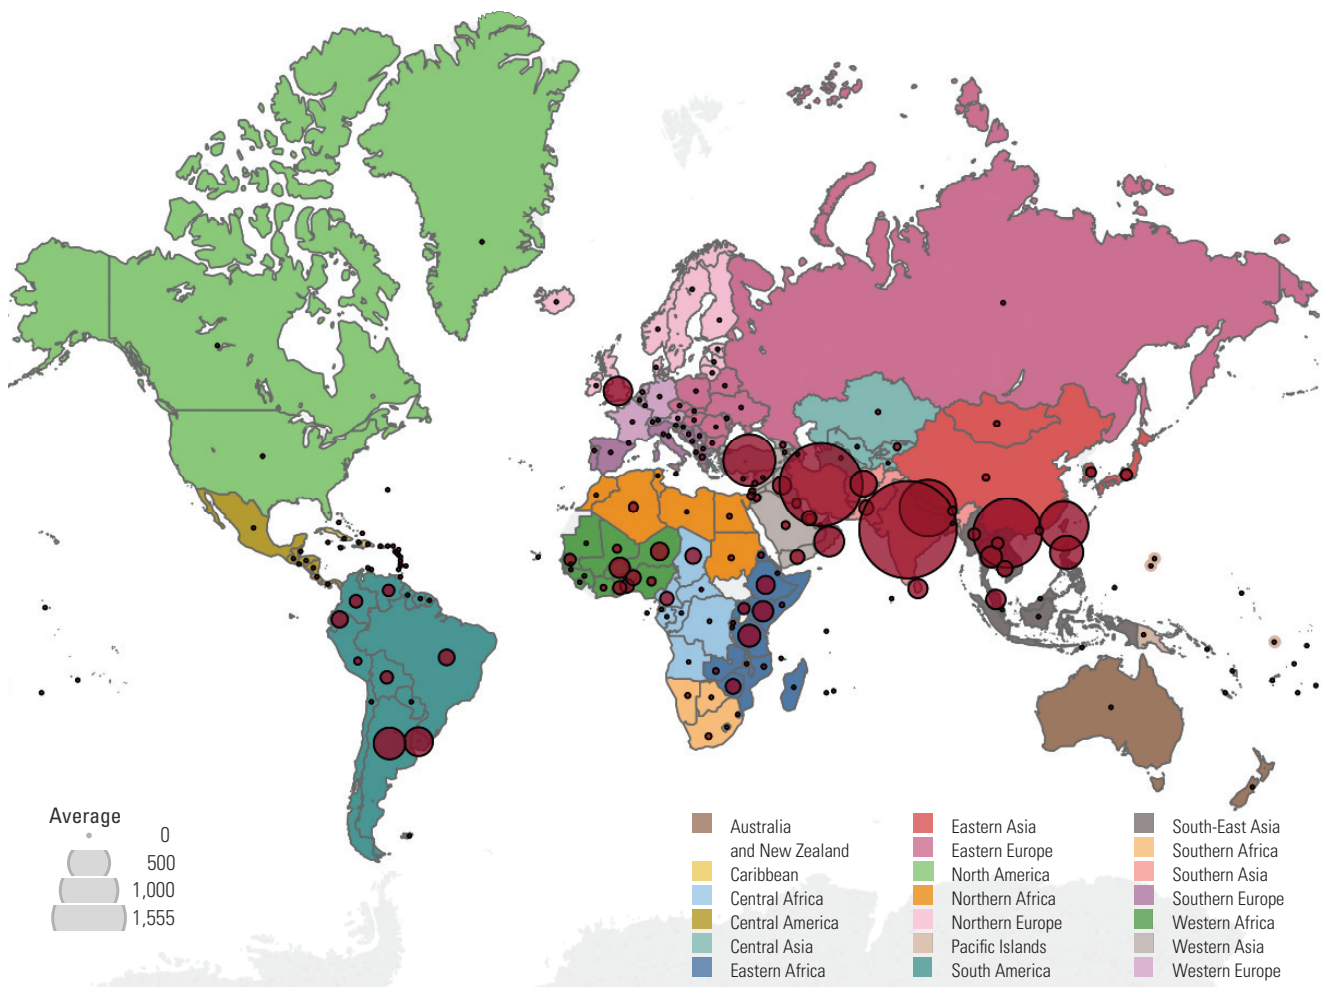 Average
0
500
1,000
1,555
Australia
and New Zealand
Caribbean
Central Africa
Central America
Central Asia
Eastern Africa
Eastern Asia
Eastern Europe
North America
Northern Africa
Northern Europe
Pacific Islands
South America
South-East Asia
Southern Africa
Southern Asia
Southern Europe
Western Africa
Western Asia
Western Europe